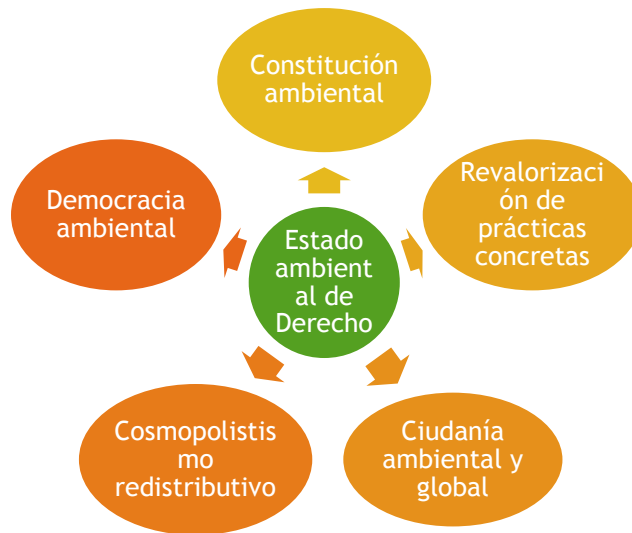 Constitución
ambiental
Revalorizaci
ón de
prácticas
concretas
Democracia
ambiental
Estado
ambient
al de
Derecho
Cosmopolistis
mo
redistributivo
Ciudanía
ambiental y
global